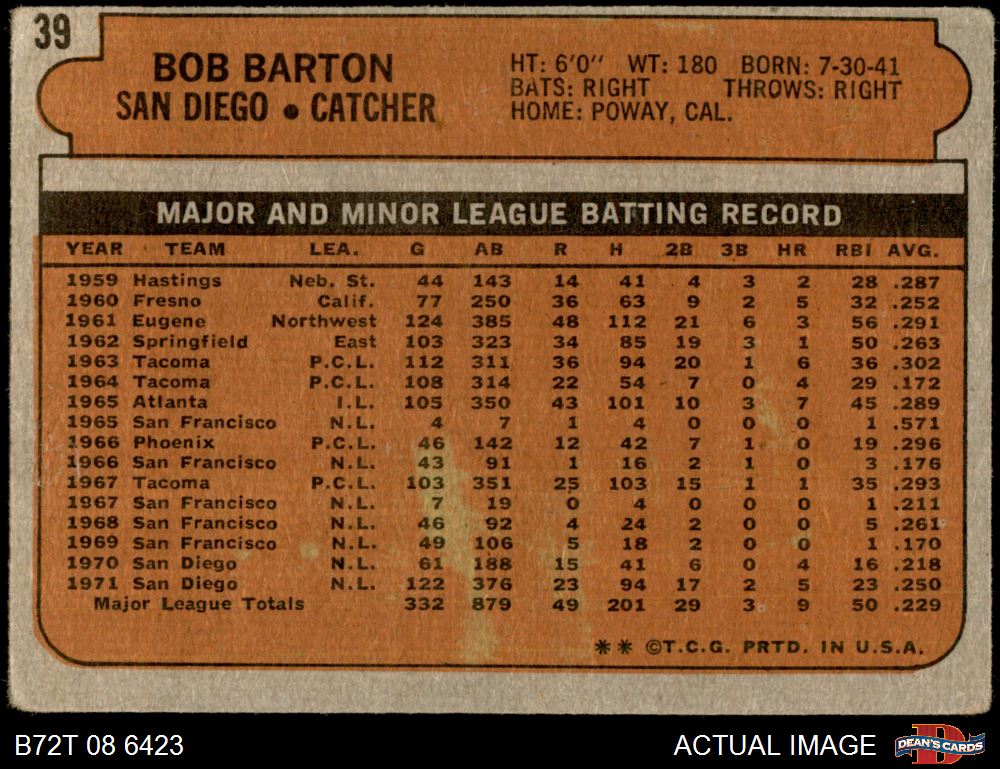 39
BOB BARTON
SAN DIEGO • CATCHER
HT: 6'0" WT: 180 BORN: 7-30-41
BATS: RIGHT THROWS: RIGHT
HOME: POWAY, CAL.
MAJOR AND MINOR LEAGUE BATTING RECORD
YEAR TEAM LEA. G AB R H 2B 3B HR RBI AVG.
1959 Hastings Neb. St. 44 143 14 41 4 3 2 28 .287
1960 Fresno Calif. 77 250 36 63 9 2 5 32 .252
1961 Eugene Northwest 124 385 48 112 21 6 3 56 .291
1962 Springfield East 103 323 34 85 19 3 1 50 .263
1963 Tacoma P.C.L. 112 311 36 94 20 1 6 36 .302
1964 Tacoma P.C.L. 108 314 22 54 7 0 4 29 .172
1965 Atlanta I.L. 105 350 43 101 10 3 7 45 .289
1965 San Francisco N.L. 4 7 1 4 0 0 0 1 .571
1966 Phoenix P.C.L. 46 142 12 42 7 1 0 19 .296
1966 San Francisco N.L. 43 91 1 16 2 1 0 3 .176
1967 Tacoma P.C.L. 103 351 25 103 15 1 1 35 .293
1967 San Francisco N.L. 7 19 0 4 0 0 0 1 .211
1968 San Francisco N.L. 46 92 4 24 2 0 0 5 .261
1969 San Francisco N.L. 49 106 5 18 2 0 0 1 .170
1970 San Diego N.L. 61 188 15 41 6 0 4 16 .218
1971 San Diego N.L. 122 376 23 94 17 2 5 23 .250
Major League Totals 332 879 49 201 29 3 9 50 .229
** ©T.C.G. PRTD. IN U.S.A.
B72T 08 6423
ACTUAL IMAGE
D
DEAN'S CARDS